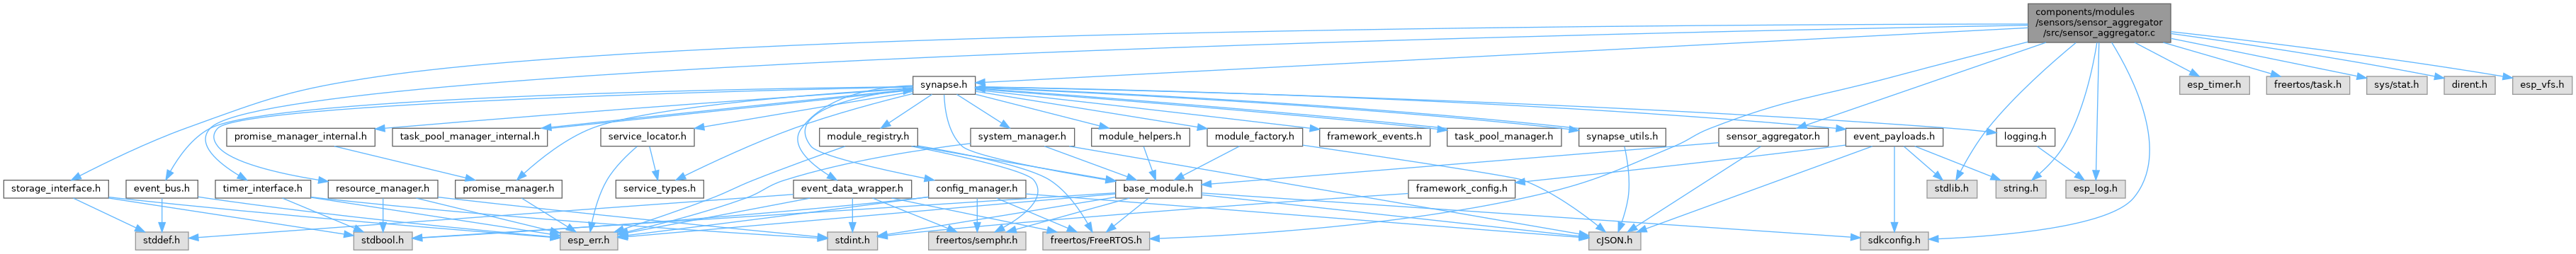 components/modules
/sensors/sensor_aggregator
/src/sensor_aggregator.c
synapse.h
esp_timer.h
freertos/task.h
sys/stat.h
dirent.h
esp_vfs.h
promise_manager_internal.h
task_pool_manager_internal.h
service_locator.h
module_registry.h
system_manager.h
module_helpers.h
module_factory.h
framework_events.h
task_pool_manager.h
synapse_utils.h
sensor_aggregator.h
event_payloads.h
logging.h
storage_interface.h
event_bus.h
timer_interface.h
resource_manager.h
promise_manager.h
service_types.h
event_data_wrapper.h
config_manager.h
base_module.h
framework_config.h
stdlib.h
string.h
esp_log.h
stddef.h
stdbool.h
esp_err.h
stdint.h
freertos/semphr.h
freertos/FreeRTOS.h
cJSON.h
sdkconfig.h